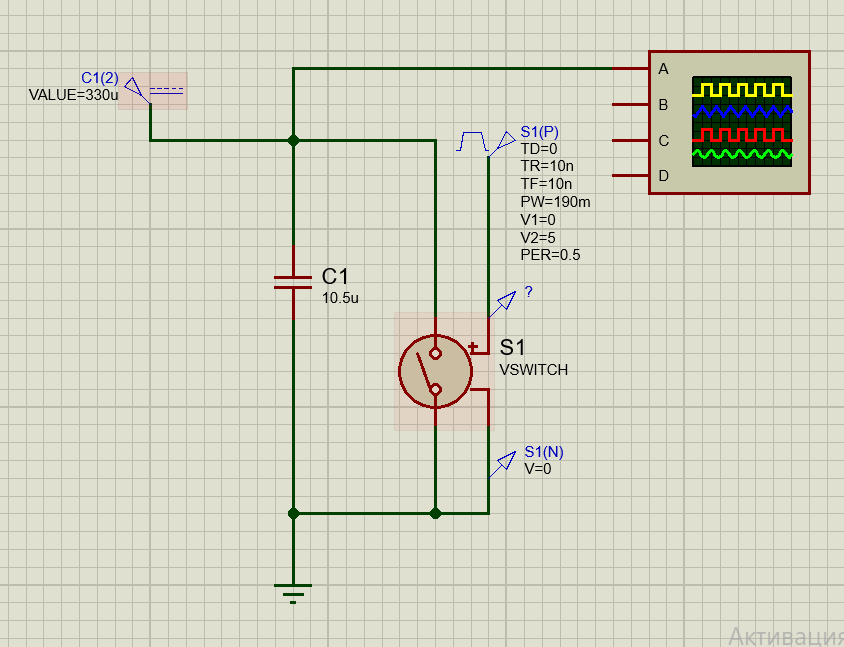 C1(2)
VALUE=330u
A
B
C
D
S1(P)
TD=0
TR=10n
TF=10n
PW=190m
V1=0
V2=5
PER=0.5
C1
10.5u
?
+
S1
VSWITCH
S1(N)
V=0
Активация